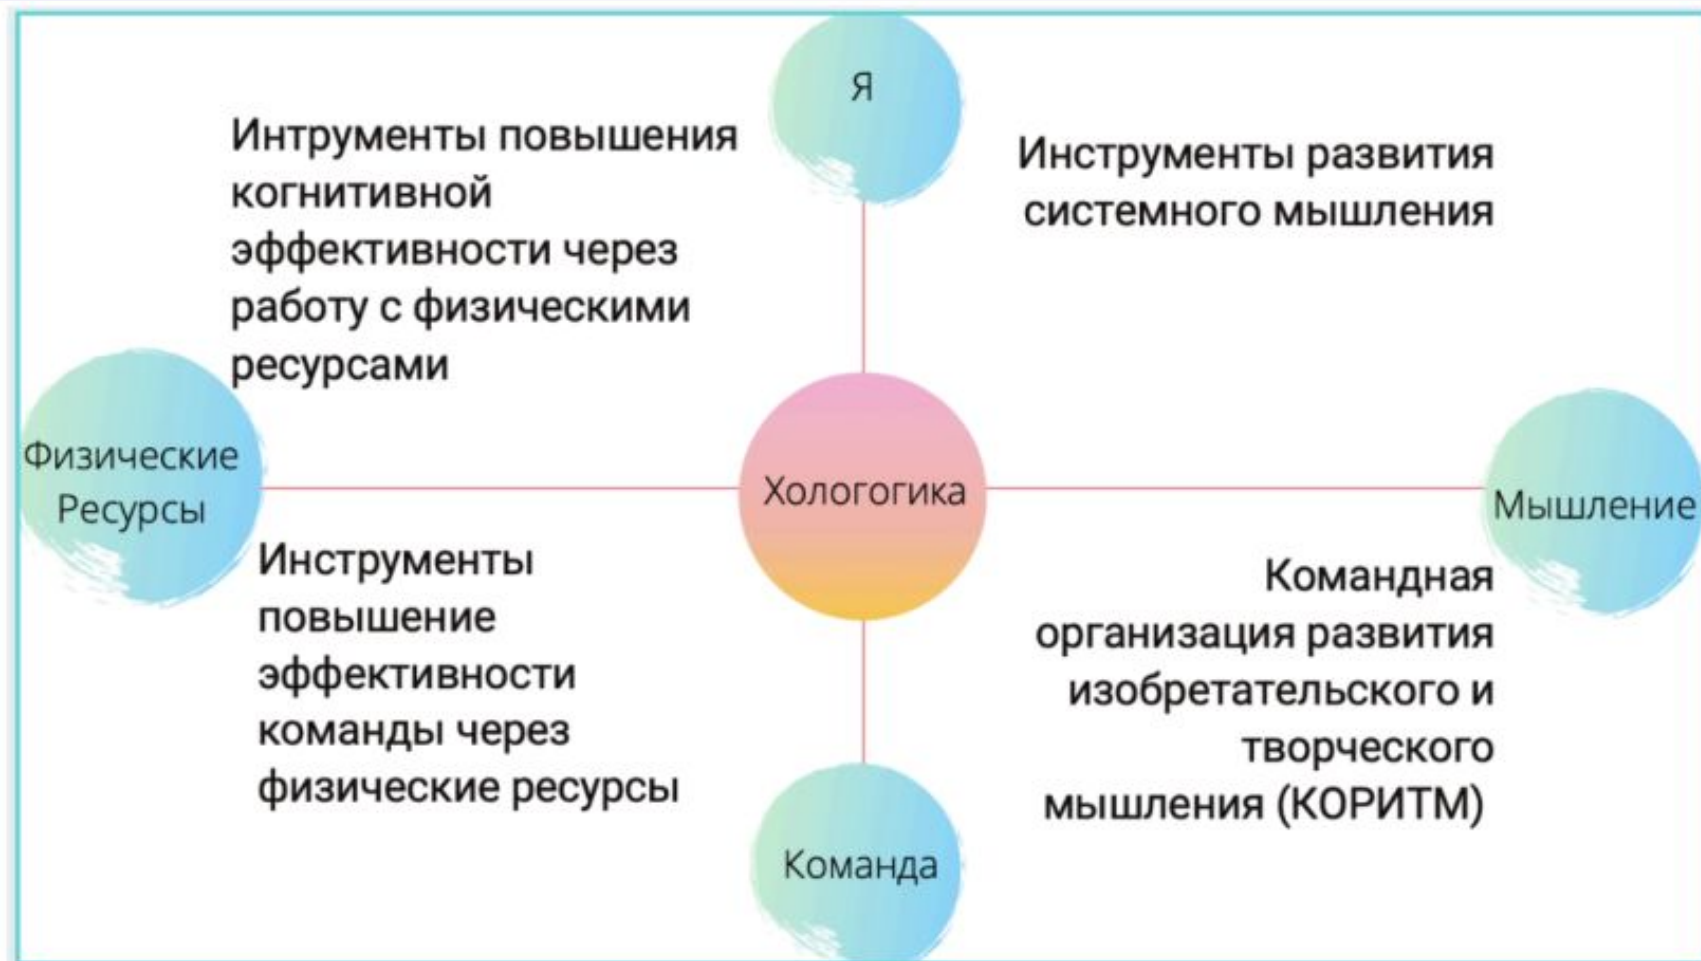 Я
Интрументы повышения
когнитивной
эффективности через
работу с физическими
ресурсами
Инструменты развития
системного мышления
Физические
Ресурсы
Хологогика
Мышление
Инструменты
повышение
эффективности
команды через
физические ресурсы
Командная
организация развития
изобретательского и
творческого
мышления (КОРИТМ)
Команда